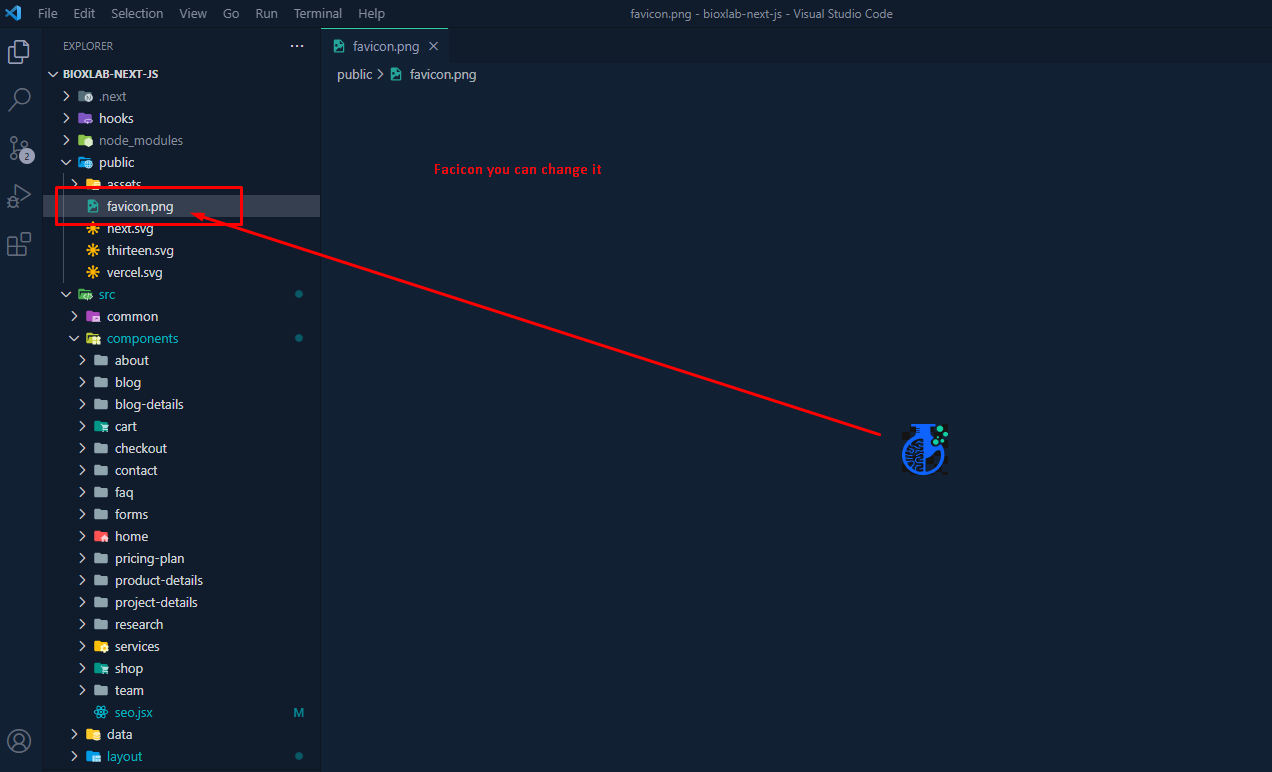 File Edit Selection View Go Run Terminal Help
favicon.png - bioxlab-next-js - Visual Studio Code
EXPLORER
BIOXLAB-NEXT-JS
.next
hooks
node_modules
public
assets
favicon.png
next.svg
thirteen.svg
vercel.svg
src
common
components
about
blog
blog-details
cart
checkout
contact
faq
forms
home
pricing-plan
product-details
project-details
research
services
shop
team
seo.jsx M
data
layout
2
favicon.png
public > favicon.png
Facicon you can change it